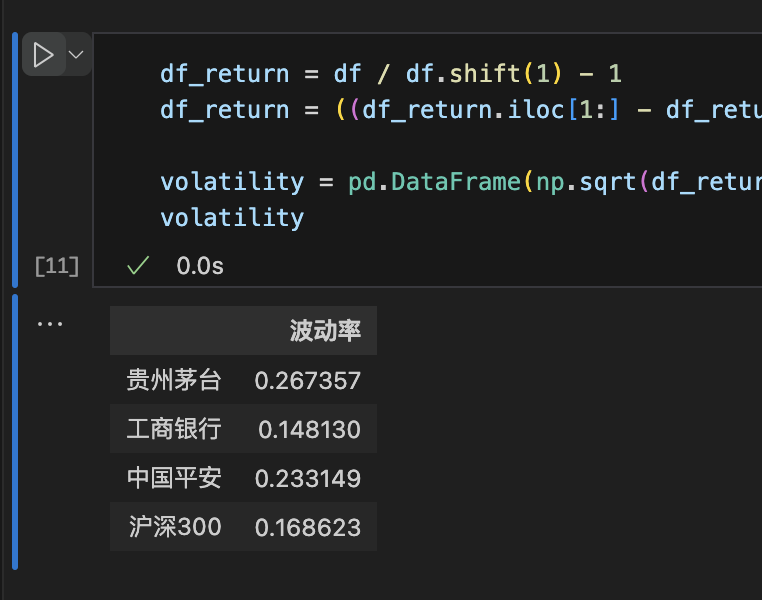 df_return = df / df.shift(1) - 1
df_return = ((df_return.iloc[1:] - df_retu
volatility = pd.DataFrame(np.sqrt(df_retur
volatility
[11] ✓ 0.0s
...
波动率
贵州茅台 0.267357
工商银行 0.148130
中国平安 0.233149
沪深300 0.168623